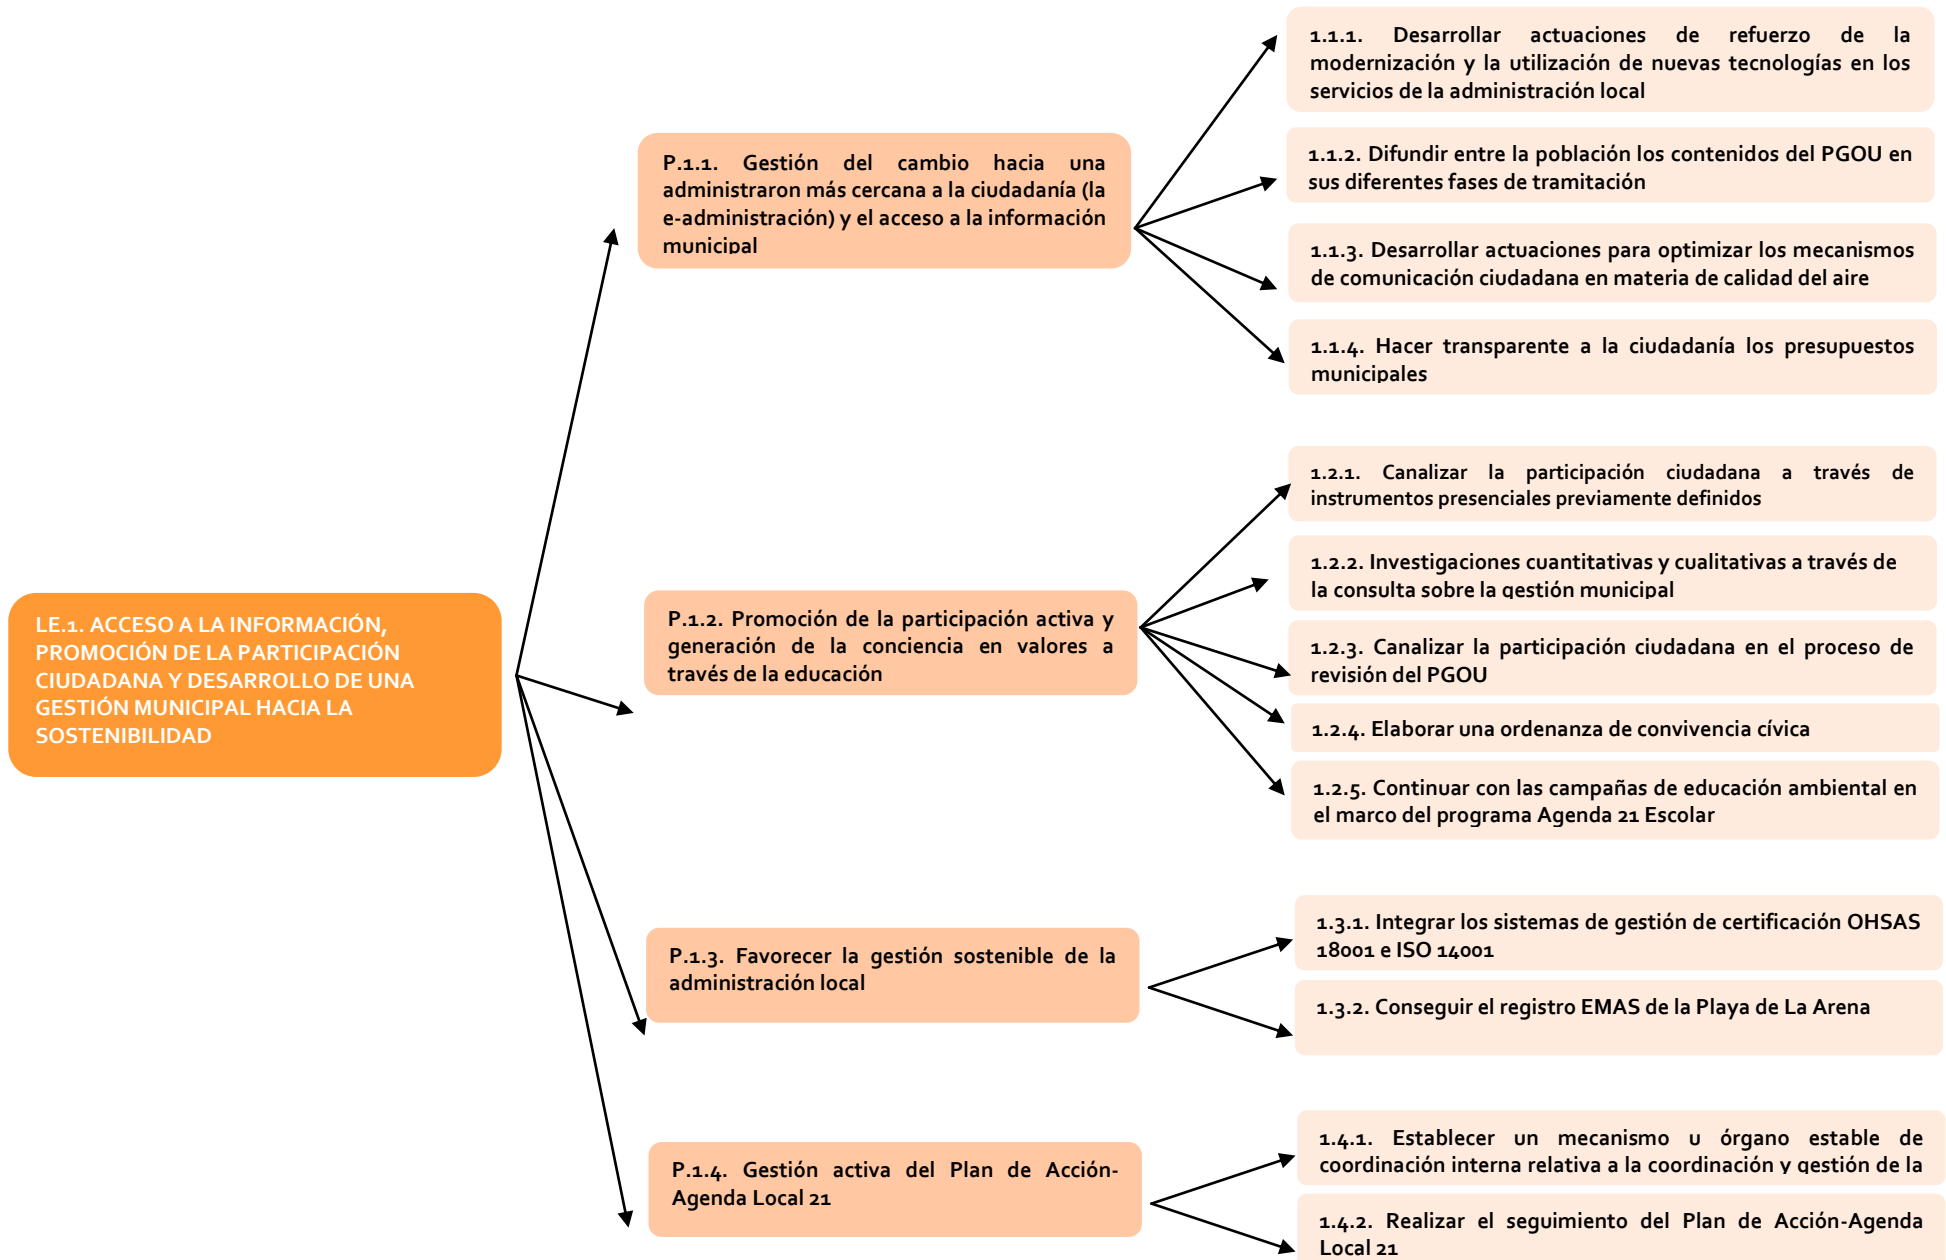 LE.1. ACCESO A LA INFORMACIÓN,
PROMOCIÓN DE LA PARTICIPACIÓN
CIUDADANA Y DESARROLLO DE UNA
GESTIÓN MUNICIPAL HACIA LA
SOSTENIBILIDAD
P.1.1. Gestión del cambio hacia una
administraron más cercana a la ciudadanía (la
e-administración) y el acceso a la información
municipal
1.1.1. Desarrollar actuaciones de refuerzo de la
modernización y la utilización de nuevas tecnologías en los
servicios de la administración local
1.1.2. Difundir entre la población los contenidos del PGOU en
sus diferentes fases de tramitación
1.1.3. Desarrollar actuaciones para optimizar los mecanismos
de comunicación ciudadana en materia de calidad del aire
1.1.4. Hacer transparente a la ciudadanía los presupuestos
municipales
P.1.2. Promoción de la participación activa y
generación de la conciencia en valores a
través de la educación
1.2.1. Canalizar la participación ciudadana a través de
instrumentos presenciales previamente definidos
1.2.2. Investigaciones cuantitativas y cualitativas a través de
la consulta sobre la gestión municipal
1.2.3. Canalizar la participación ciudadana en el proceso de
revisión del PGOU
1.2.4. Elaborar una ordenanza de convivencia cívica
1.2.5. Continuar con las campañas de educación ambiental en
el marco del programa Agenda 21 Escolar
P.1.3. Favorecer la gestión sostenible de la
administración local
1.3.1. Integrar los sistemas de gestión de certificación OHSAS
18001 e ISO 14001
1.3.2. Conseguir el registro EMAS de la Playa de La Arena
P.1.4. Gestión activa del Plan de Acción-
Agenda Local 21
1.4.1. Establecer un mecanismo u órgano estable de
coordinación interna relativa a la coordinación y gestión de la
1.4.2. Realizar el seguimiento del Plan de Acción-Agenda
Local 21